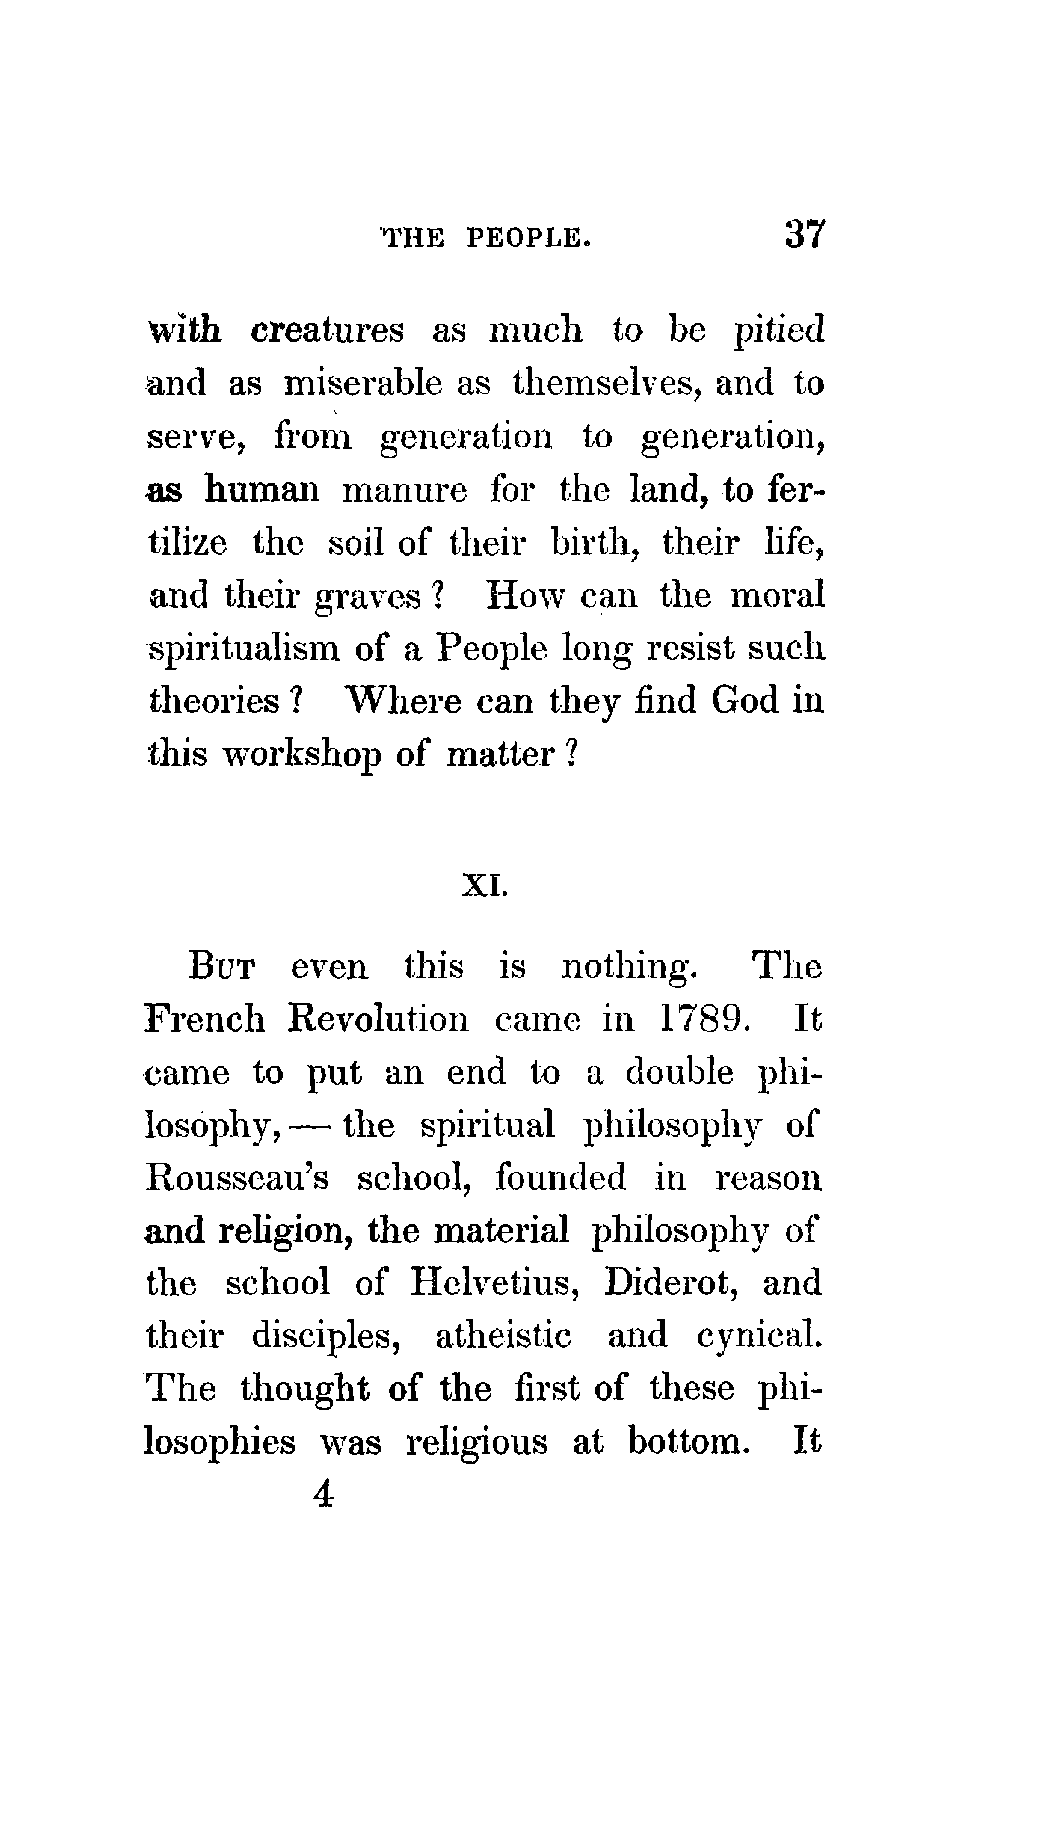 THE PEOPLE. 37
with creatures as much to be pitied
and as miserable as themselves, and to
serve, from generation to generation,
as human manure for the land, to fer-
tilize the soil of their birth, their life,
and their graves? How can the moral
spiritualism of a People long resist such
theories? Where can they find God in
this workshop of matter?
XI.
But even this is nothing. The
French Revolution came in 1789. It
came to put an end to a double phi-
losophy,— the spiritual philosophy of
Rousseau's school, founded in reason
and religion, the material philosophy of
the school of Helvetius, Diderot, and
their disciples, atheistic and cynical.
The thought of the first of these phi-
losophies was religious at bottom. It
4